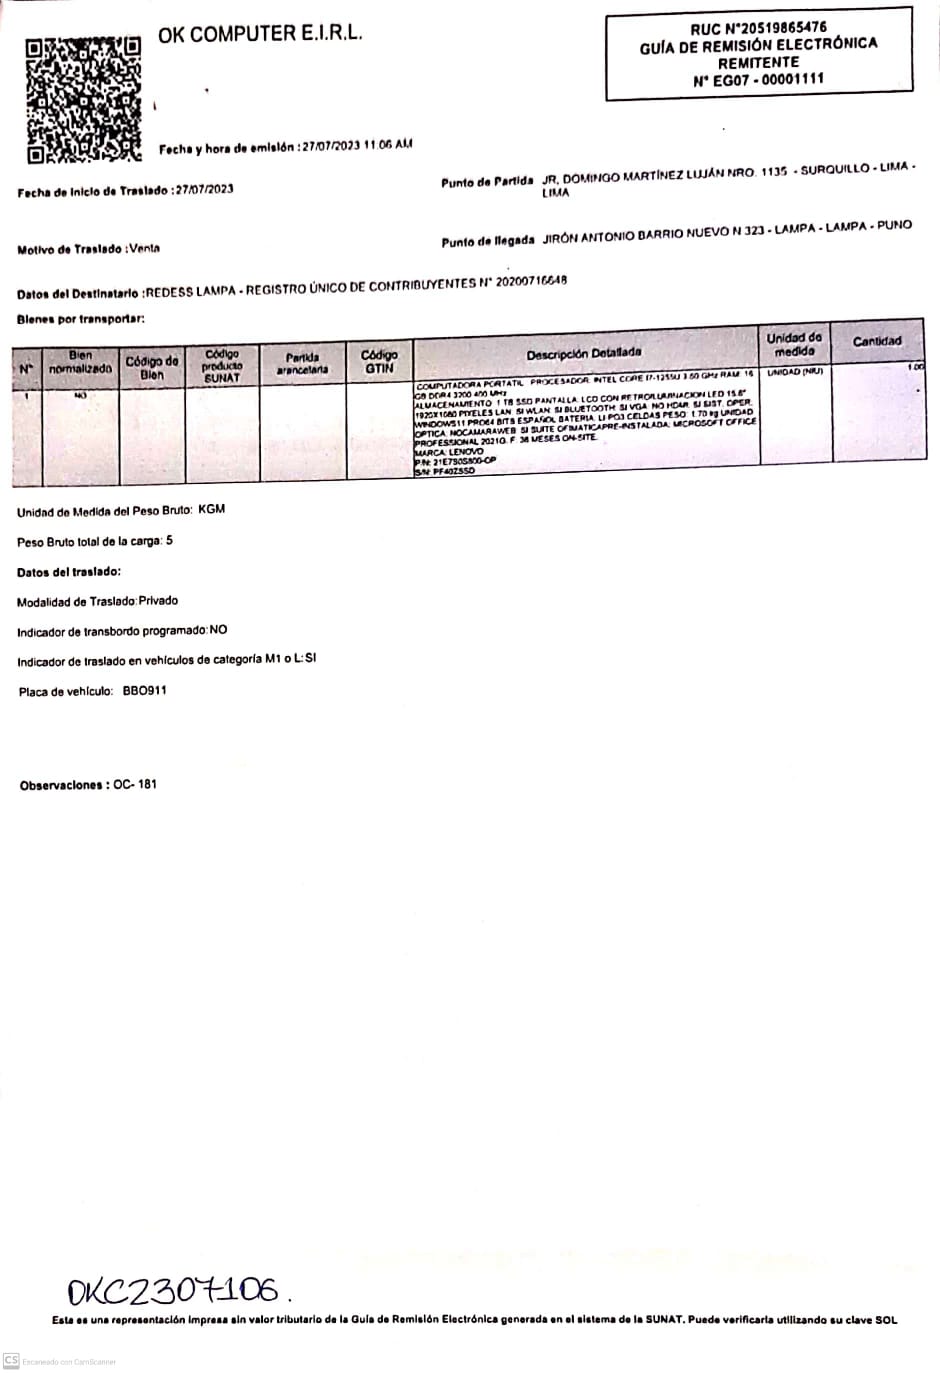 OK COMPUTER E.I.R.L.
RUC N°20519865476
GUÍA DE REMISIÓN ELECTRÓNICA
REMITENTE
N° EG07 - 00001111
Fecha y hora de emisión :27/07/2023 11:06 AM
Fecha de Inicio de Traslado :27/07/2023
Punto de Partida JR. DOMINGO MARTÍNEZ LUJÁN NRO. 1135 - SURQUILLO - LIMA -
LIMA
Motivo de Traslado :Venta
Punto de llegada JIRÓN ANTONIO BARRIO NUEVO N 323 - LAMPA - LAMPA - PUNO
Datos del Destinatario :REDESS LAMPA - REGISTRO ÚNICO DE CONTRIBUYENTES N° 20200716648
Bienes por transportar:
N° Bien normalizado Código de Bien Código producto SUNAT Partida arancelaria Código GTIN Descripción Detallada Unidad de medida Cantidad
1 NO COMPUTADORA PORTATIL PROCESADOR: INTEL CORE I7-1255U 3.50 GHz RAM: 16 UNIDAD (NIU) 1.00
GB DDR4 3200 400 MHz
ALMACENAMIENTO: 1 TB SSD PANTALLA: LCD CON RETROILUMINACION LED 15.6"
1920X1080 PIXELES LAN: SI WLAN: SI BLUETOOTH: SI VGA: NO HDMI: SI SIST. OPER:
WINDOWS 11 PRO64 BITS ESPAÑOL BATERIA: LI-PO3 CELDAS PESO: 1.70 kg UNIDAD
OPTICA: NOCAMARAWEB: SI SUITE OFIMATICAPRE-INSTALADA: MICROSOFT OFFICE
PROFESSIONAL 2021G. F: 36 MESES ON-SITE
MARCA: LENOVO
P.N:
S/N:
Unidad de Medida del Peso Bruto: KGM
Peso Bruto total de la carga: 5
Datos del traslado:
Modalidad de Traslado:Privado
Indicador de transbordo programado:NO
Indicador de traslado en vehículos de categoría M1 o L:SI
Placa de vehículo: BBO911
Observaciones : OC- 181
OKC2307106.
Esta es una representación impresa sin valor tributario de la Guía de Remisión Electrónica generada en el sistema de la SUNAT. Puede verificarla utilizando su clave SOL
CS Escaneado con CamScanner